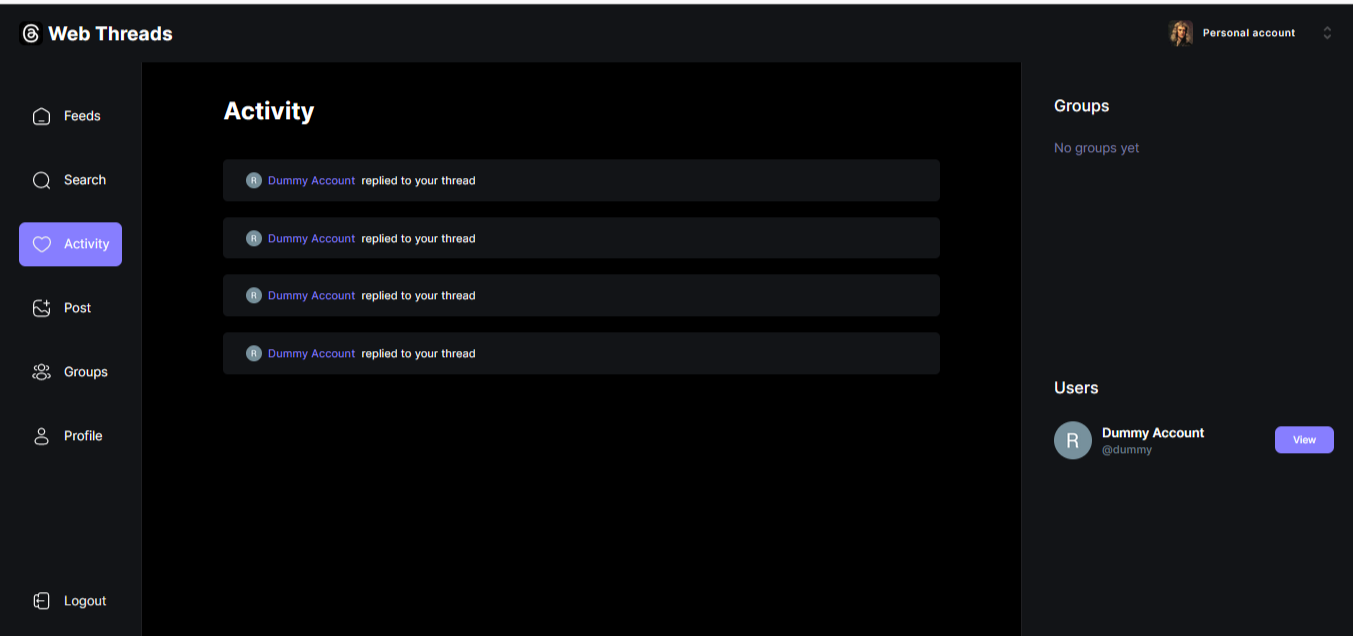 Web Threads
Personal account
Feeds
Search
Activity
Post
Groups
Profile
Logout
Activity
R Dummy Account replied to your thread
R Dummy Account replied to your thread
R Dummy Account replied to your thread
R Dummy Account replied to your thread
Groups
No groups yet
Users
R
Dummy Account
@dummy
View